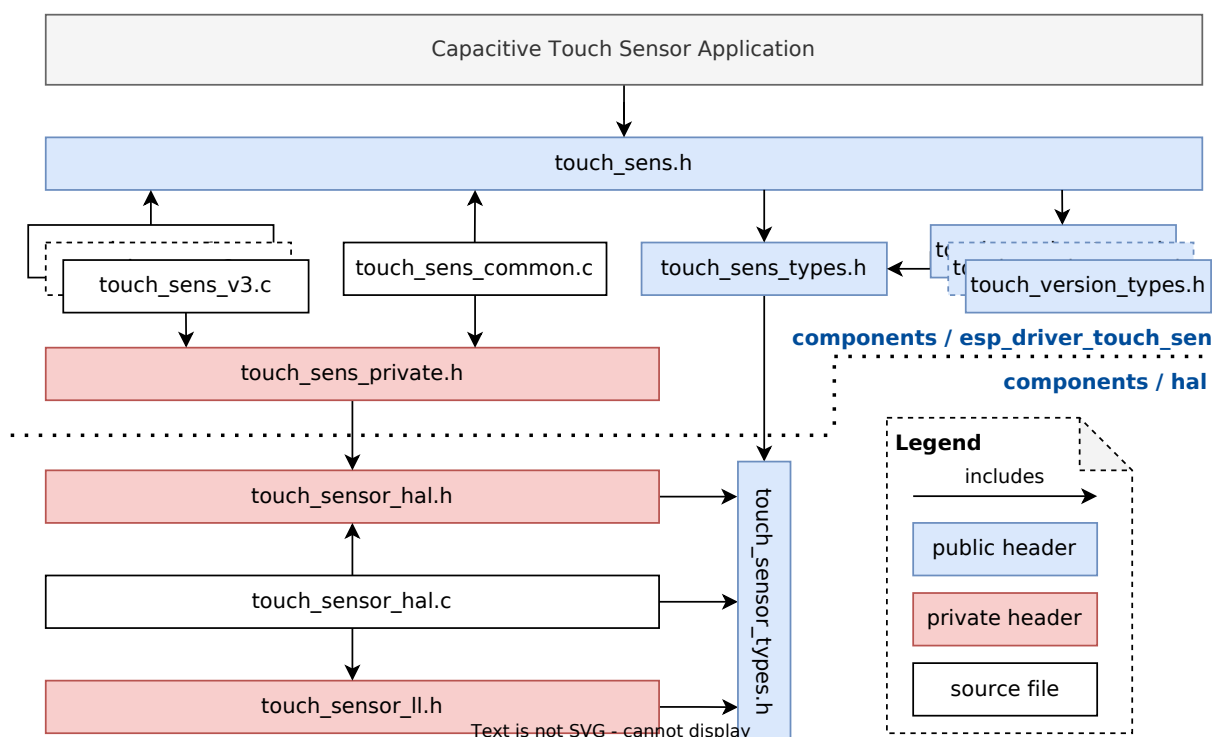 Capacitive Touch Sensor Application
touch_sens.h
touch_sens_v3.c
touch_sens_common.c
touch_sens_types.h
touch_version_types.h
components / esp_driver_touch_sen
components / hal
touch_sens_private.h
touch_sensor_hal.h
touch_sensor_hal.c
touch_sensor_ll.h
touch_sensor_types.h
Legend
includes
public header
private header
source file
Text is not SVG - cannot display